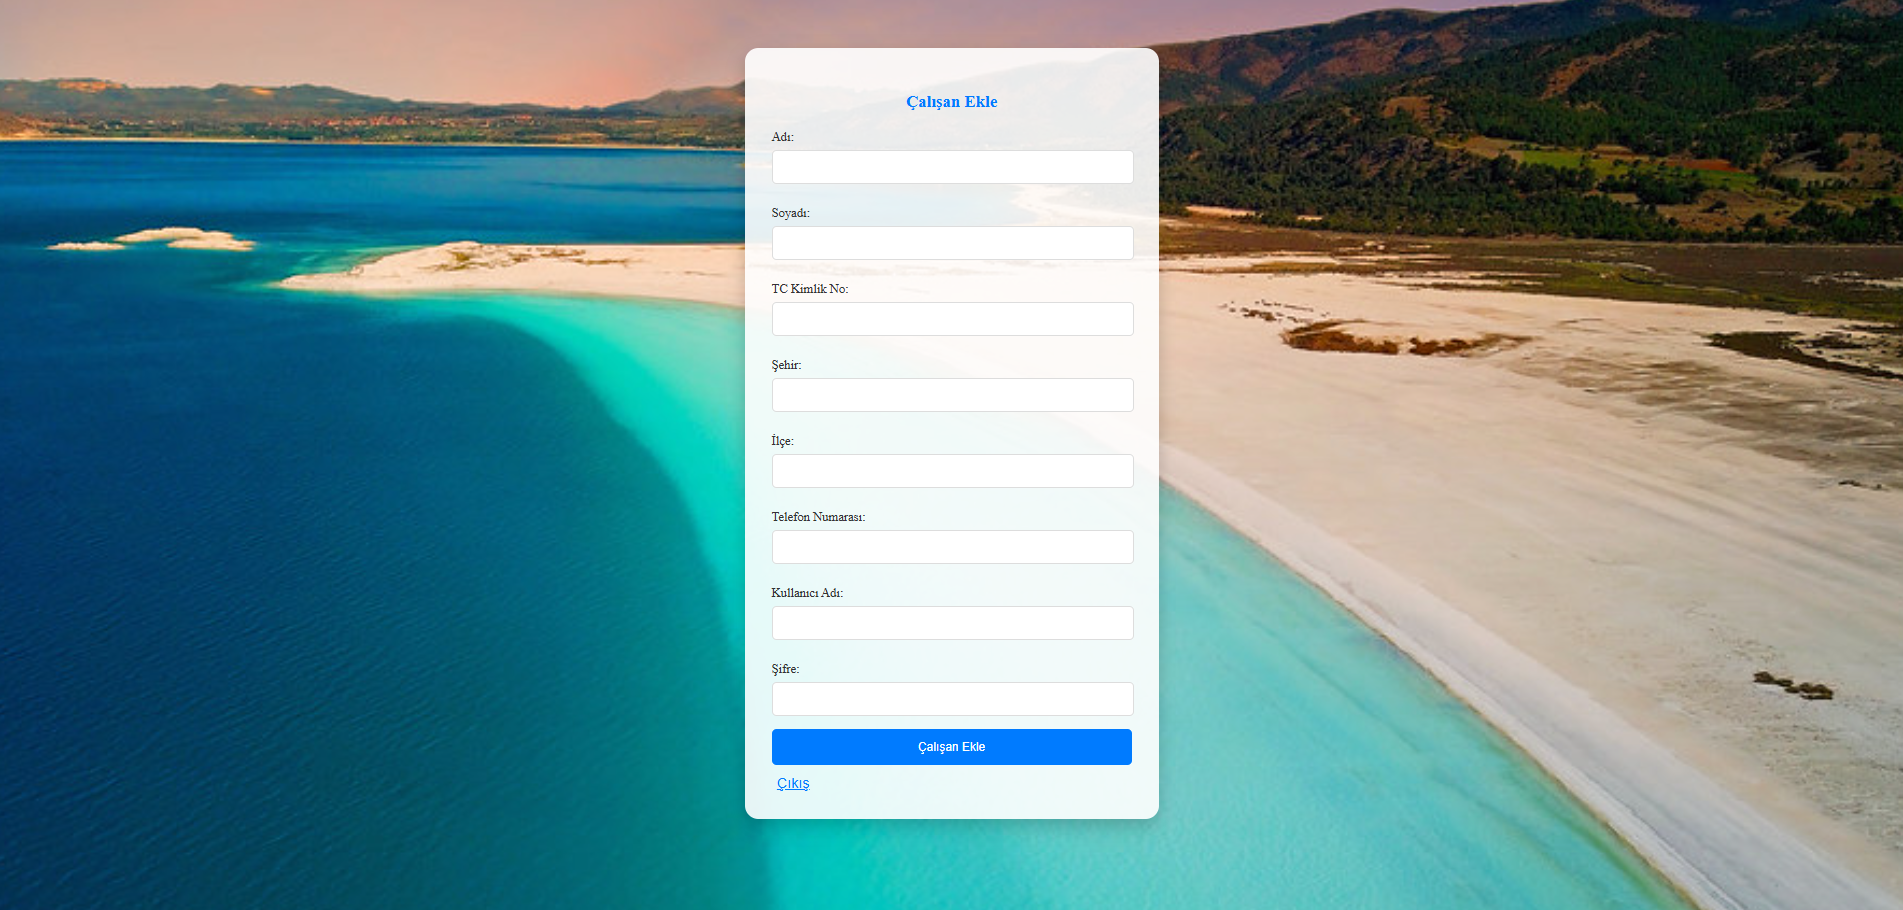 Çalışan Ekle
Adı:
Soyadı:
TC Kimlik No:
Şehir:
İlçe:
Telefon Numarası:
Kullanıcı Adı:
Şifre:
Çalışan Ekle
Çıkış